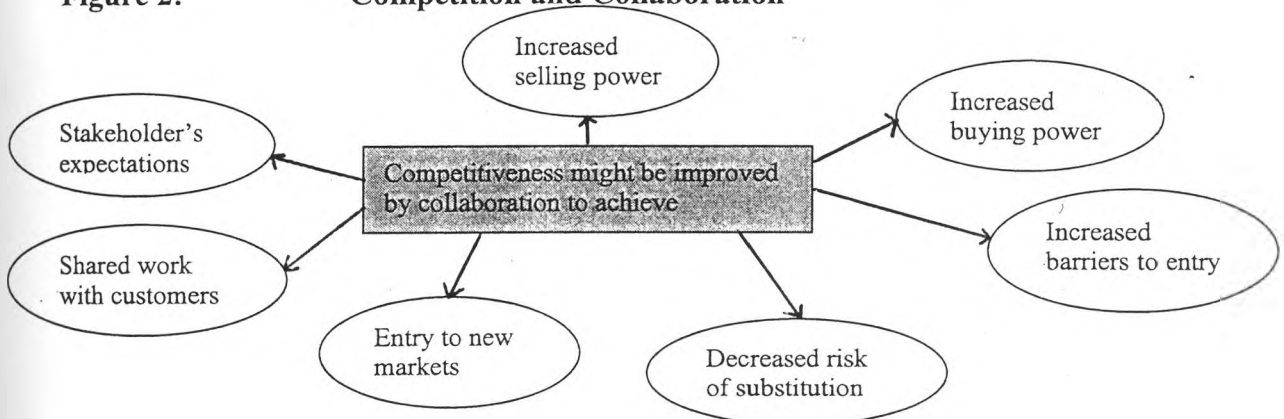 Figure 2: Competition and Collaboration
Increased
selling power
Increased
buying power
Stakeholder's
expectations
Competitiveness might be improved
by collaboration to achieve
Increased
barriers to entry
Shared work
with customers
Entry to new
markets
Decreased risk
of substitution